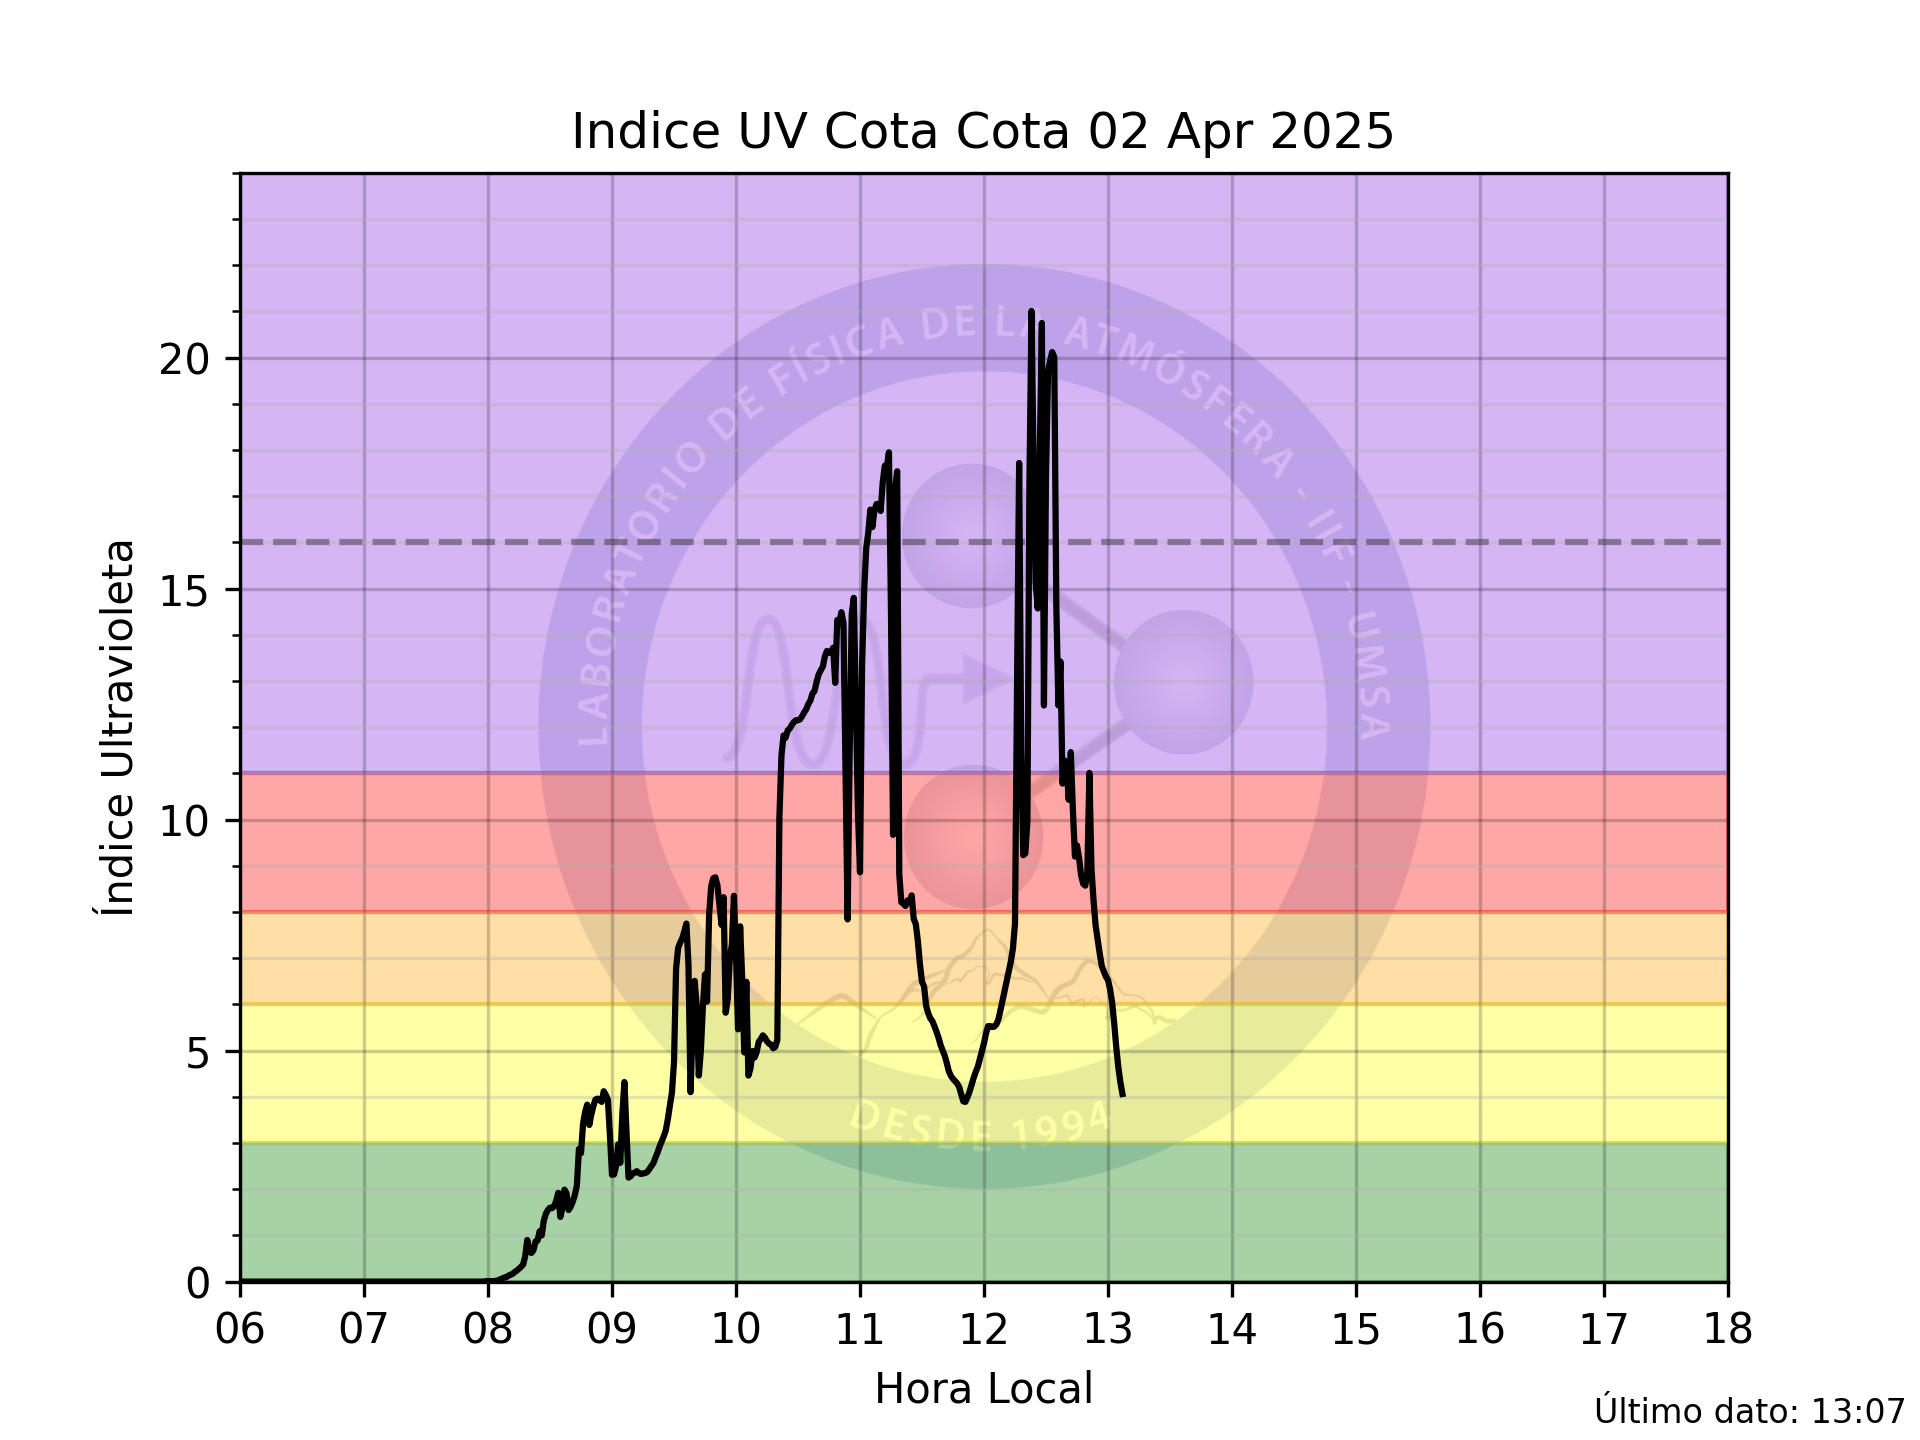 Indice UV Cota Cota 02 Apr 2025
Índice Ultravioleta
20
15
10
5
0
LABORATORIO DE FÍSICA DE LA ATMÓSFERA - IIF - UMSA
DESDE 1994
06 07 08 09 10 11 12 13 14 15 16 17 18
Hora Local
Último dato: 13:07